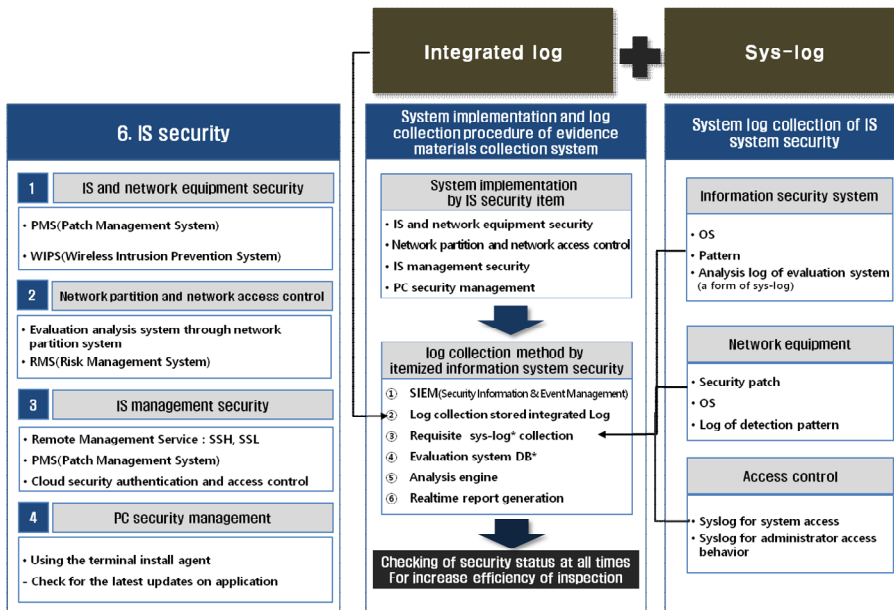 Integrated log
Sys-log
6. IS security
1
IS and network equipment security
• PMS(Patch Management System)
• WIPS(Wireless Intrusion Prevention System)
2
Network partition and network access control
• Evaluation analysis system through network
partition system
• RMS(Risk Management System)
3
IS management security
• Remote Management Service : SSH, SSL
• PMS(Patch Management System)
• Cloud security authentication and access control
4
PC security management
• Using the terminal install agent
- Check for the latest updates on application
System implementation and log
collection procedure of evidence
materials collection system
System implementation
by IS security item
• IS and network equipment security
• Network partition and network access control
• IS management security
• PC security management
log collection method by
itemized information system security
① SIEM(Security Information & Event Management)
② Log collection stored integrated Log
③ Requisite sys-log* collection
④ Evaluation system DB*
⑤ Analysis engine
⑥ Realtime report generation
Checking of security status at all times
For increase efficiency of inspection
System log collection of IS
system security
Information security system
• OS
• Pattern
• Analysis log of evaluation system
(a form of sys-log)
Network equipment
• Security patch
• OS
• Log of detection pattern
Access control
• Syslog for system access
• Syslog for administrator access
behavior